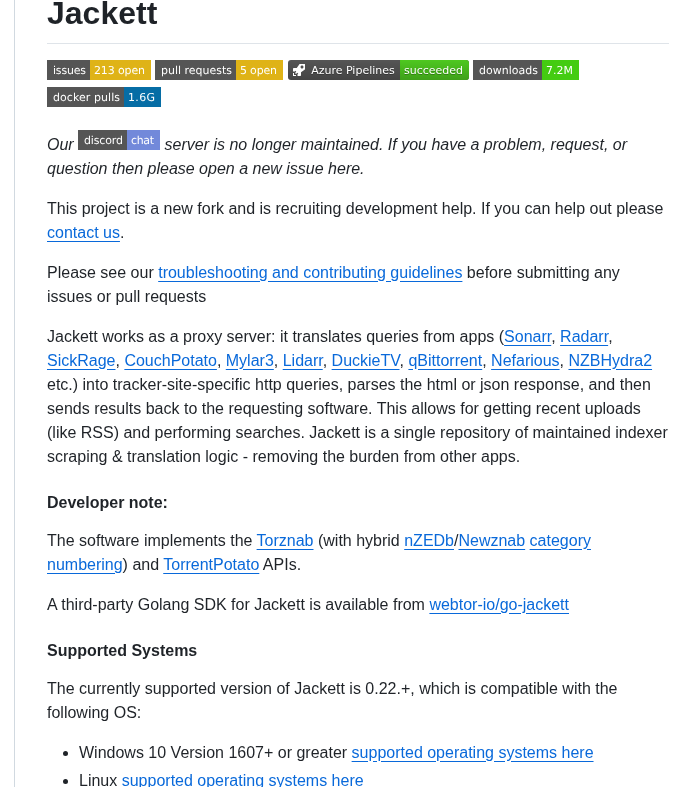 Jackett
issues 213 open pull requests 5 open Azure Pipelines succeeded downloads 7.2M
docker pulls 1.6G
Our discord chat server is no longer maintained. If you have a problem, request, or
question then please open a new issue here.
This project is a new fork and is recruiting development help. If you can help out please
contact us.
Please see our troubleshooting and contributing guidelines before submitting any
issues or pull requests
Jackett works as a proxy server: it translates queries from apps (Sonarr, Radarr,
SickRage, CouchPotato, Mylar3, Lidarr, DuckieTV, qBittorrent, Nefarious, NZBHydra2
etc.) into tracker-site-specific http queries, parses the html or json response, and then
sends results back to the requesting software. This allows for getting recent uploads
(like RSS) and performing searches. Jackett is a single repository of maintained indexer
scraping & translation logic - removing the burden from other apps.
Developer note:
The software implements the Torznab (with hybrid nZEDb/Newznab category
numbering) and TorrentPotato APIs.
A third-party Golang SDK for Jackett is available from webtor-io/go-jackett
Supported Systems
The currently supported version of Jackett is 0.22.+, which is compatible with the
following OS:
• Windows 10 Version 1607+ or greater supported operating systems here
• Linux supported operating systems here